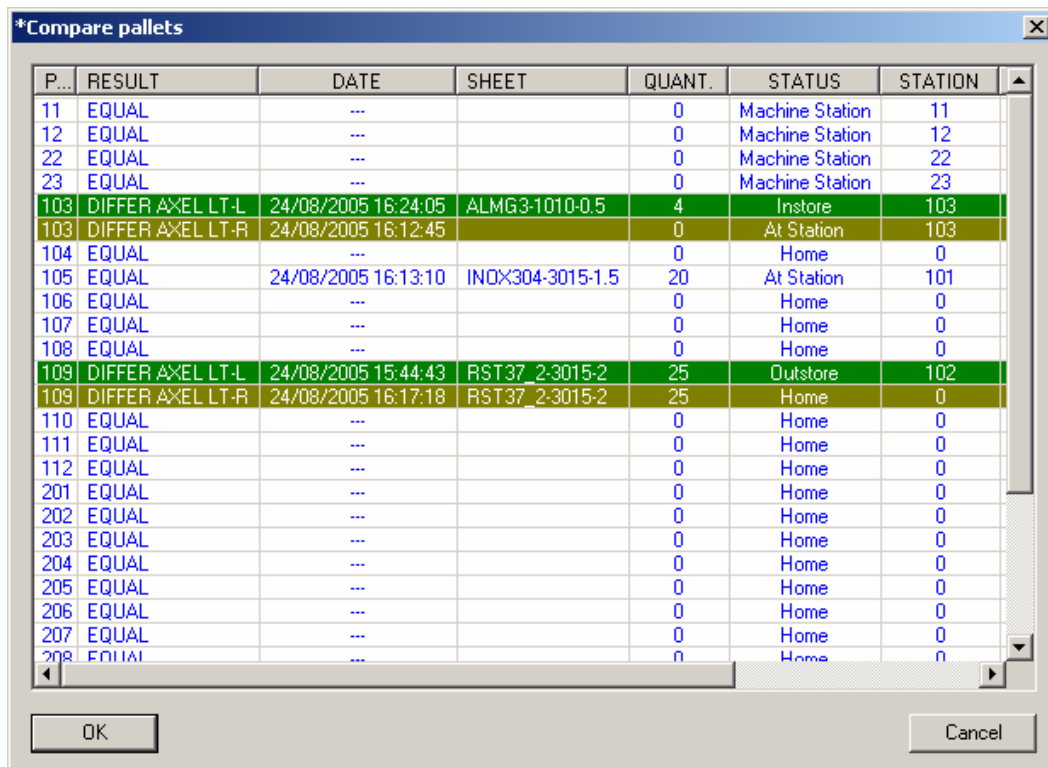 *Compare pallets
P... RESULT DATE SHEET QUANT. STATUS STATION
11 EQUAL --- 0 Machine Station 11
12 EQUAL --- 0 Machine Station 12
22 EQUAL --- 0 Machine Station 22
23 EQUAL --- 0 Machine Station 23
103 DIFFER AXEL LT-L 24/08/2005 16:24:05 ALMG3-1010-0.5 4 Instore 103
103 DIFFER AXEL LT-R 24/08/2005 16:12:45 0 At Station 103
104 EQUAL --- 0 Home 0
105 EQUAL 24/08/2005 16:13:10 INOX304-3015-1.5 20 At Station 101
106 EQUAL --- 0 Home 0
107 EQUAL --- 0 Home 0
108 EQUAL --- 0 Home 0
109 DIFFER AXEL LT-L 24/08/2005 15:44:43 RST37_2-3015-2 25 Outstore 102
109 DIFFER AXEL LT-R 24/08/2005 16:17:18 RST37_2-3015-2 25 Home 0
110 EQUAL --- 0 Home 0
111 EQUAL --- 0 Home 0
112 EQUAL --- 0 Home 0
201 EQUAL --- 0 Home 0
202 EQUAL --- 0 Home 0
203 EQUAL --- 0 Home 0
204 EQUAL --- 0 Home 0
205 EQUAL --- 0 Home 0
206 EQUAL --- 0 Home 0
207 EQUAL --- 0 Home 0
208 EQUAL --- 0 Home 0
OK Cancel